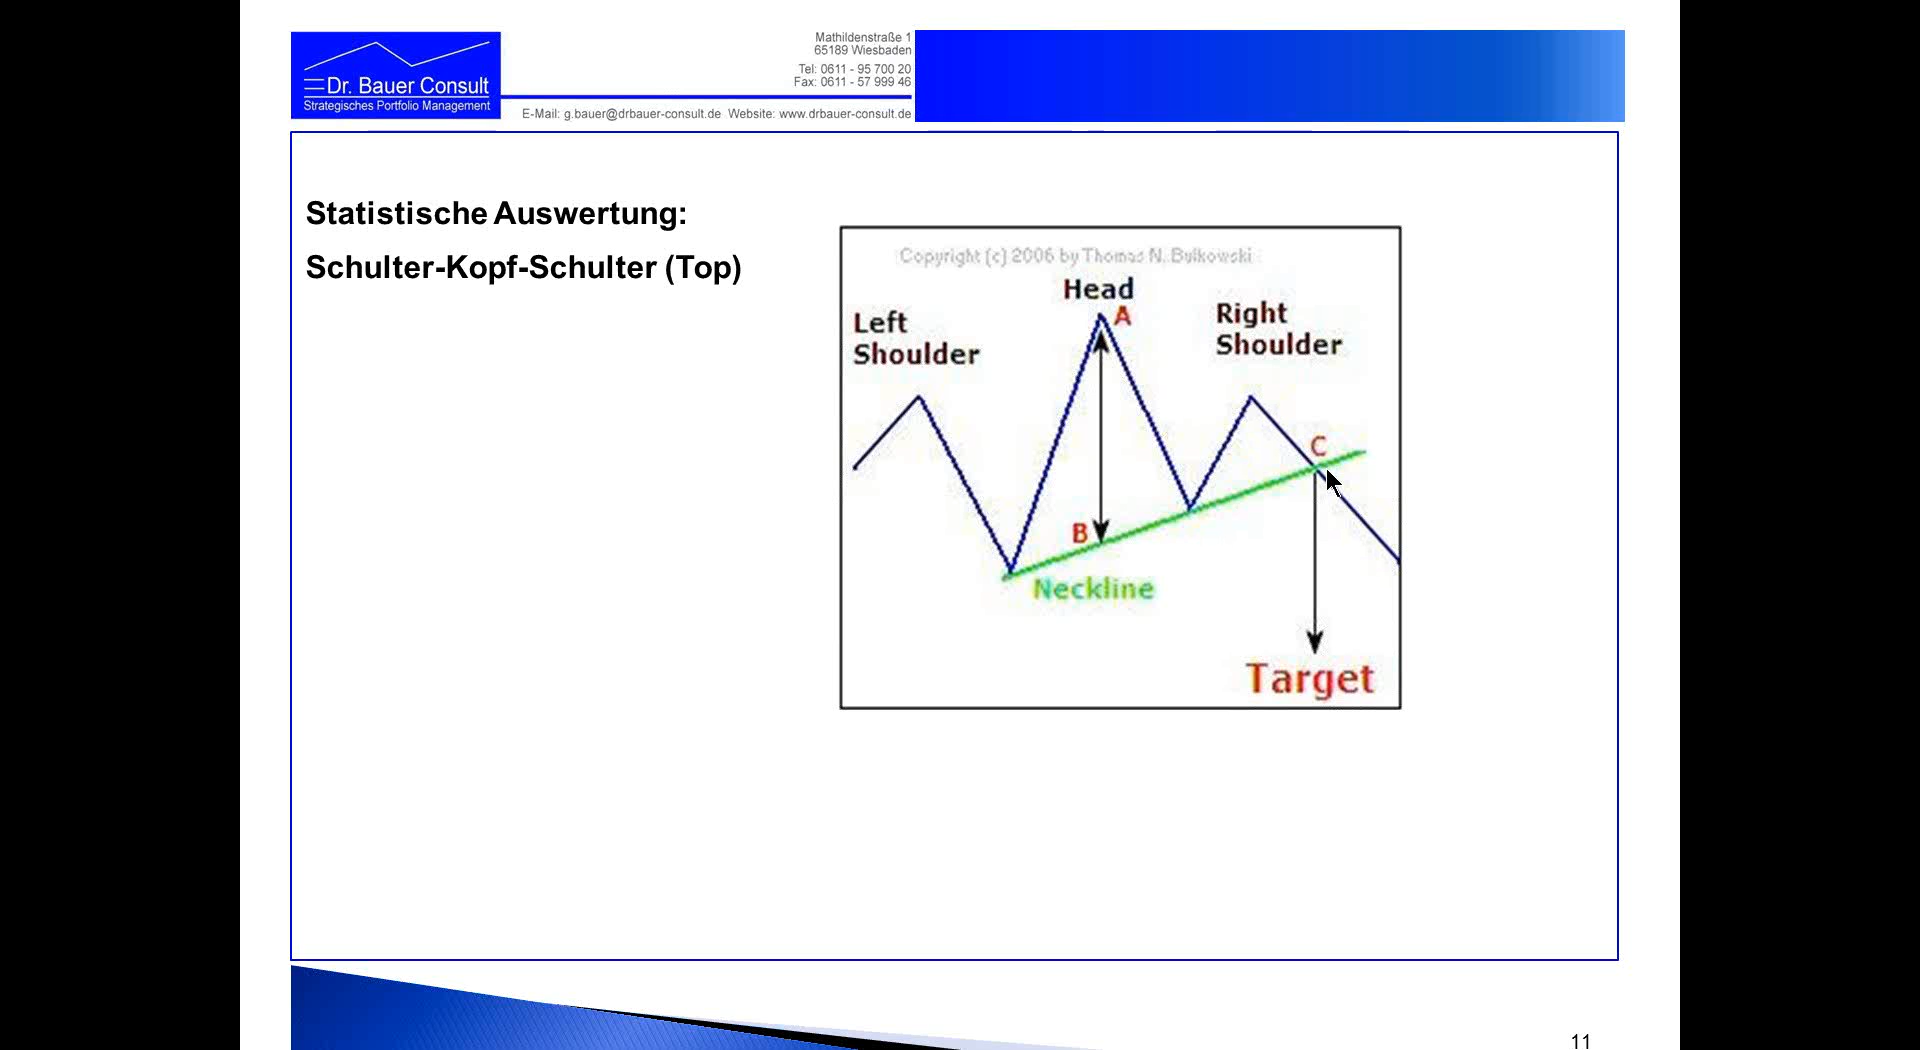 Mathildenstraße 1
65189 Wiesbaden
Tel: 0611 - 95 700 20
Fax: 0611 - 57 999 46
Dr. Bauer Consult
Strategisches Portfolio Management
E-Mail: g.bauer@drbauer-consult.de Website: www.drbauer-consult.de
Statistische Auswertung:
Schulter-Kopf-Schulter (Top)
Copyright (c) 2006 by Thomas N. Bulkowski
Head
A
Left
Shoulder
Right
Shoulder
C
B
Neckline
Target
11